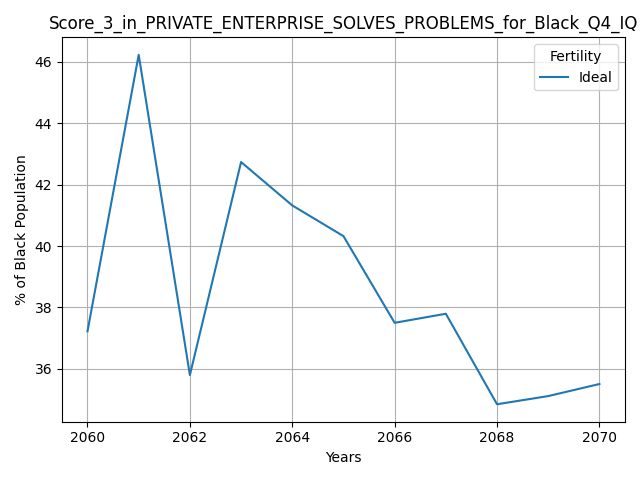 Score_3_in_PRIVATE_ENTERPRISE_SOLVES_PROBLEMS_for_Black_Q4_IQ
Fertility
Ideal
% of Black Population
46
44
42
40
38
36
2060
2062
2064
2066
2068
2070
Years